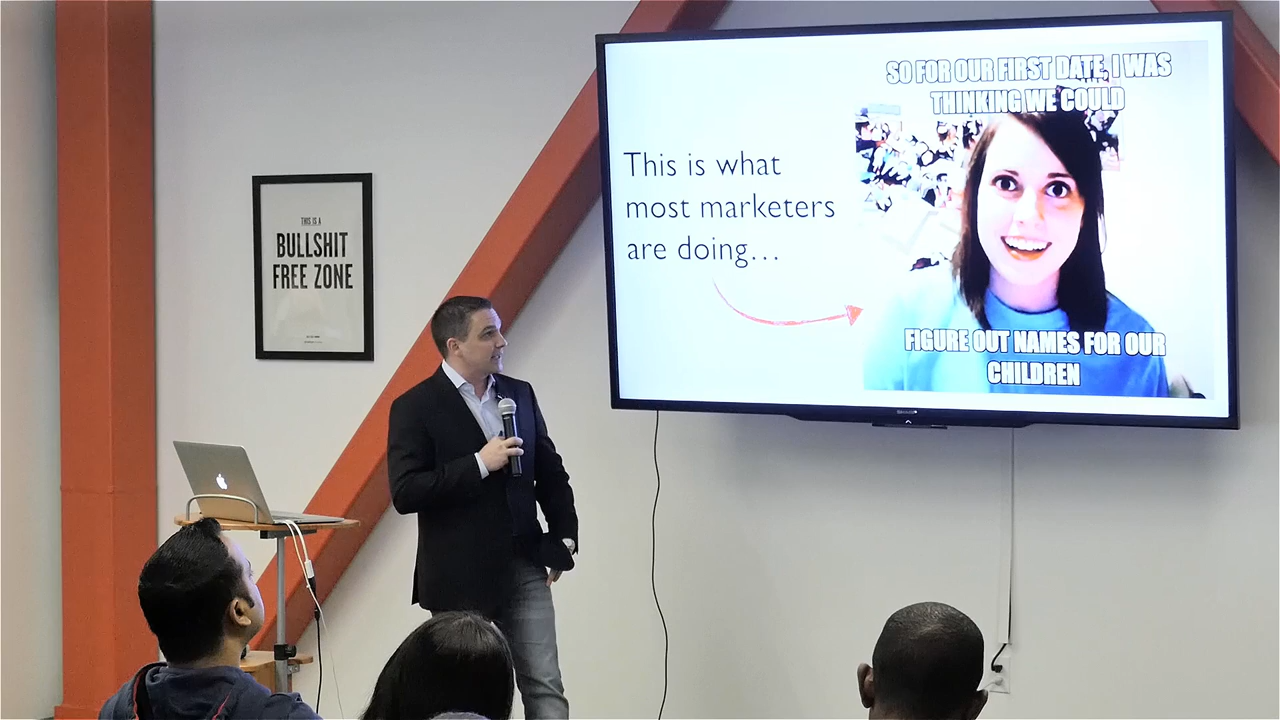 THIS IS A
BULLSHIT
FREE ZONE
This is what
most marketers
are doing...
SO FOR OUR FIRST DATE, I WAS
THINKING WE COULD
FIGURE OUT NAMES FOR OUR
CHILDREN